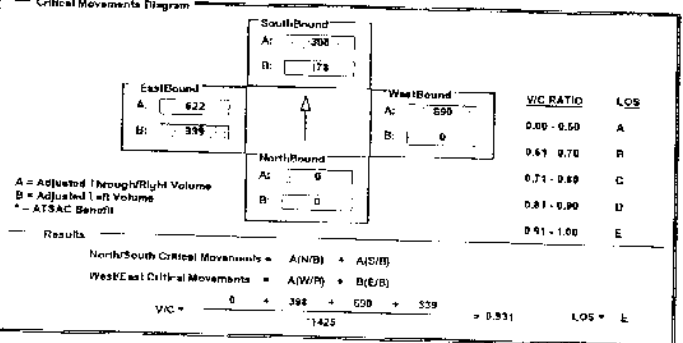 Critical Movements Diagram
SouthBound
A: 398
B: 178
EastBound
A: 622
B: 339
WestBound
A: 590
B: 0
NorthBound
A: 0
B: 0
V/C RATIO LOS
0.00 - 0.60 A
0.61 - 0.70 B
0.71 - 0.80 C
0.81 - 0.90 D
0.91 - 1.00 E
A = Adjusted Through/Right Volume
B = Adjusted Left Volume
* = ATSAC Benefit
Results
North/South Critical Movements = A(N/B) + A(S/B)
West/East Critical Movements = A(W/B) + B(E/B)
V/C = 0 + 398 + 590 + 339
1425
= 0.931 LOS = E